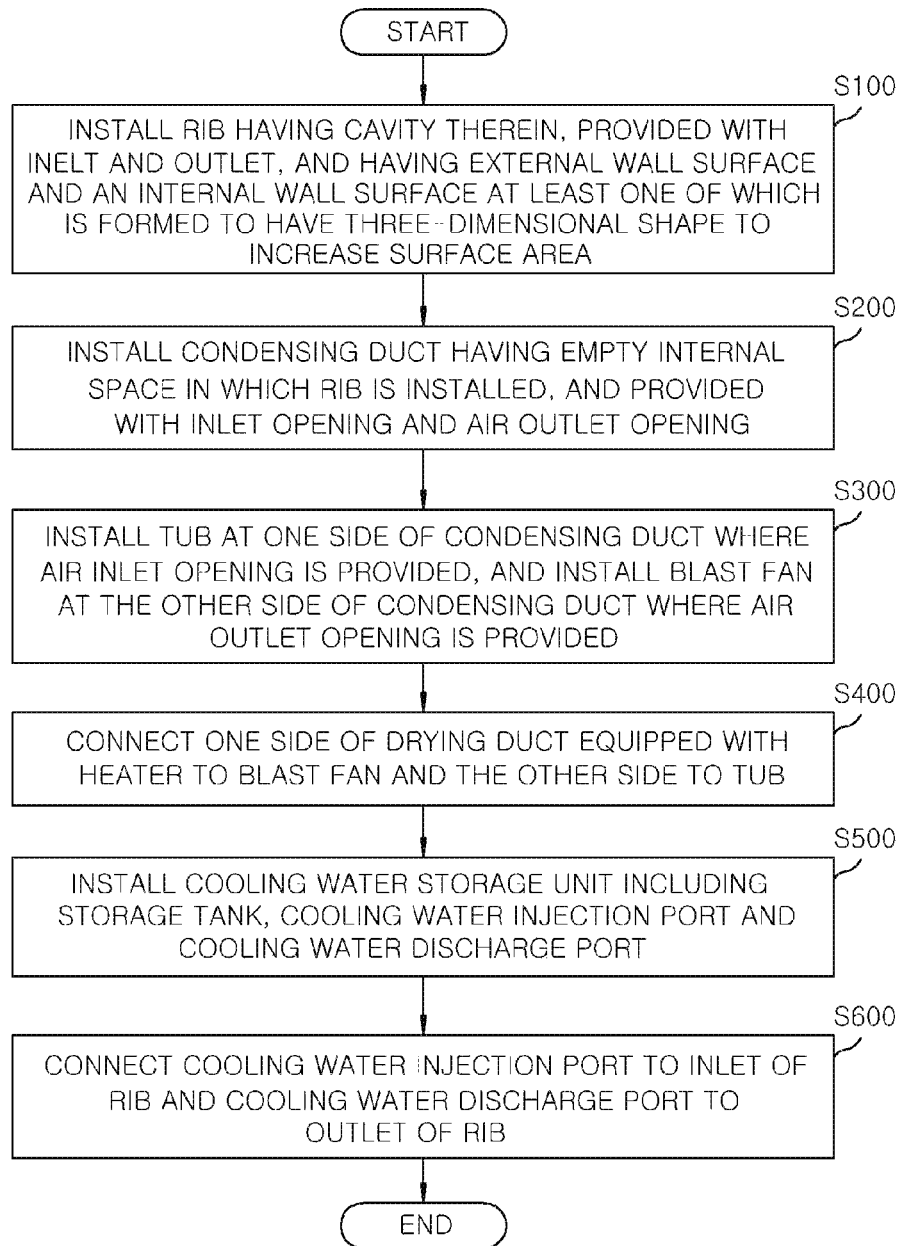 START
S100
INSTALL RIB HAVING CAVITY THEREIN, PROVIDED WITH
INELT AND OUTLET, AND HAVING EXTERNAL WALL SURFACE
AND AN INTERNAL WALL SURFACE AT LEAST ONE OF WHICH
IS FORMED TO HAVE THREE-DIMENSIONAL SHAPE TO
INCREASE SURFACE AREA
S200
INSTALL CONDENSING DUCT HAVING EMPTY INTERNAL
SPACE IN WHICH RIB IS INSTALLED, AND PROVIDED
WITH INLET OPENING AND AIR OUTLET OPENING
S300
INSTALL TUB AT ONE SIDE OF CONDENSING DUCT WHERE
AIR INLET OPENING IS PROVIDED, AND INSTALL BLAST FAN
AT THE OTHER SIDE OF CONDENSING DUCT WHERE AIR
OUTLET OPENING IS PROVIDED
S400
CONNECT ONE SIDE OF DRYING DUCT EQUIPPED WITH
HEATER TO BLAST FAN AND THE OTHER SIDE TO TUB
S500
INSTALL COOLING WATER STORAGE UNIT INCLUDING
STORAGE TANK, COOLING WATER INJECTION PORT AND
COOLING WATER DISCHARGE PORT
S600
CONNECT COOLING WATER INJECTION PORT TO INLET OF
RIB AND COOLING WATER DISCHARGE PORT TO
OUTLET OF RIB
END